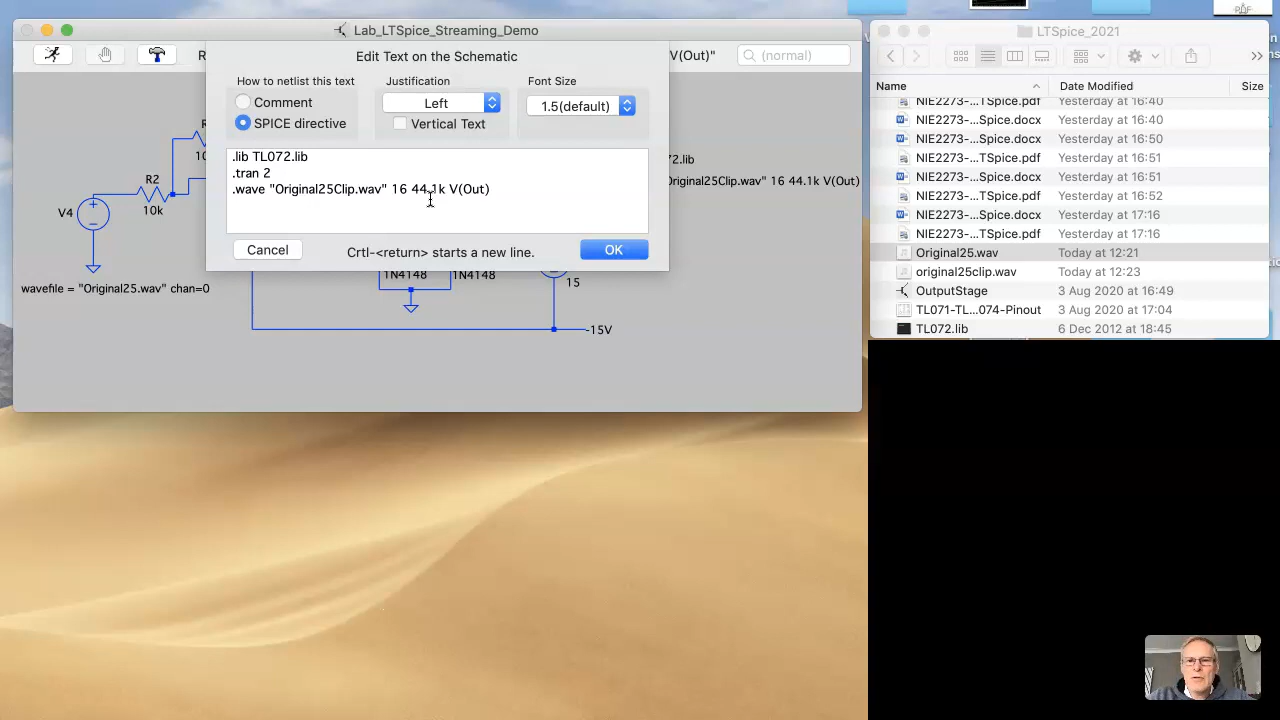 Lab_LTSpice_Streaming_Demo
V(Out)"
(normal)
Edit Text on the Schematic
How to netlist this text
Comment
SPICE directive
Justification
Left
Vertical Text
Font Size
1.5(default)
.lib TL072.lib
.tran 2
.wave "Original25Clip.wav" 16 44.1k V(Out)
Cancel
Crtl-<return> starts a new line.
OK
R2
10k
V4
wavefile = "Original25.wav" chan=0
72.lib
Original25Clip.wav" 16 44.1k V(Out)
1N4148
1N4148
15
-15V
LTSpice_2021
Name
Date Modified
Size
NIE2273-...TSpice.pdf
Yesterday at 16:40
NIE2273-...Spice.docx
Yesterday at 16:40
NIE2273-...Spice.docx
Yesterday at 16:50
NIE2273-...TSpice.pdf
Yesterday at 16:51
NIE2273-...Spice.docx
Yesterday at 16:51
NIE2273-...TSpice.pdf
Yesterday at 16:52
NIE2273-...Spice.docx
Yesterday at 17:16
NIE2273-...TSpice.pdf
Yesterday at 17:16
Original25.wav
Today at 12:21
original25clip.wav
Today at 12:23
OutputStage
3 Aug 2020 at 16:49
TL071-TL...074-Pinout
3 Aug 2020 at 17:04
TL072.lib
6 Dec 2012 at 18:45
PDF